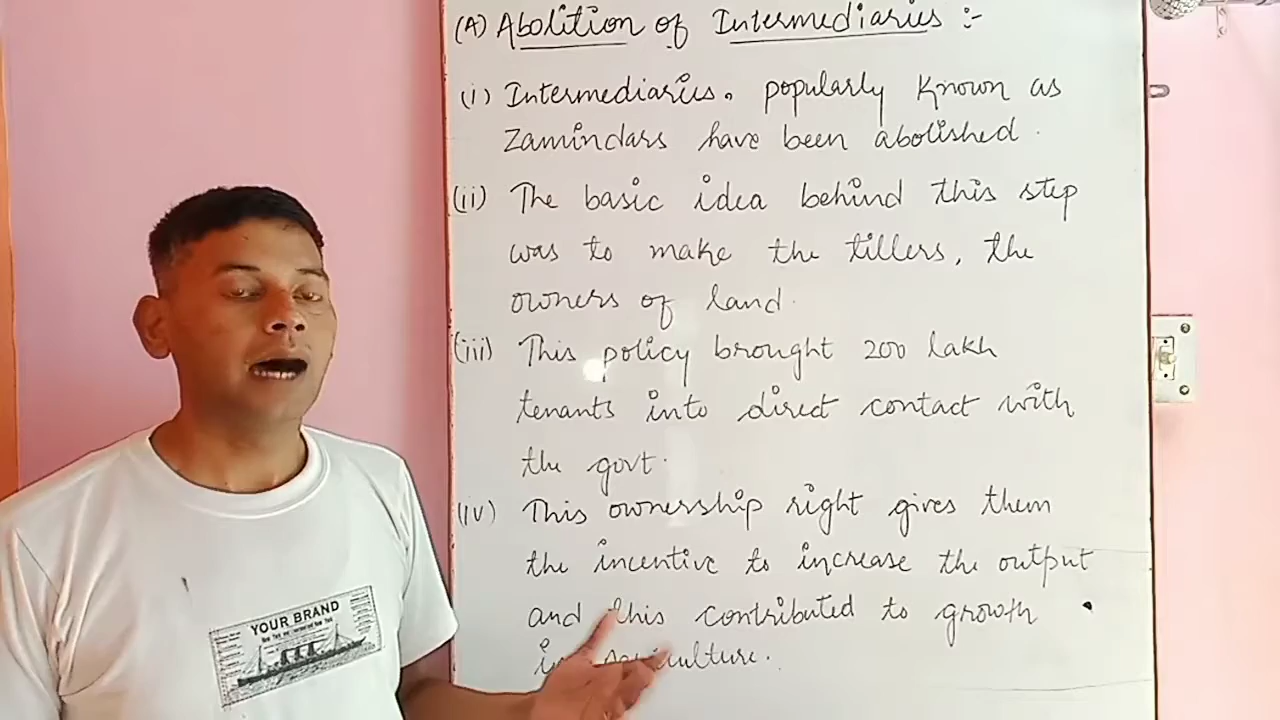 (A) Abolition of Intermediaries :-
(i) Intermediaries. popularly known as
Zamindars have been abolished.
(ii) The basic idea behind this step
was to make the tillers, the
owners of land.
(iii) This policy brought 200 lakh
tenants into direct contact with
the govt.
(iv) This ownership right gives them
the incentive to increase the output
and this contributed to growth
in agriculture.
YOUR BRAND